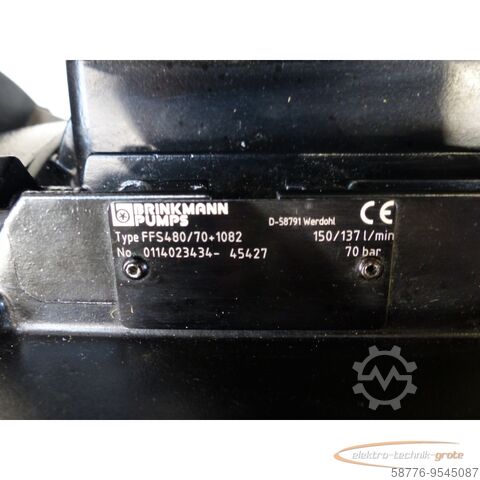 BRINKMANN
PUMPS
D-58791 Werdohl
CE
Type FFS480/70+1082
150/137 l/min
No. 0114023434- 45427
70 bar
elektro-technik-grote
58776-9545087